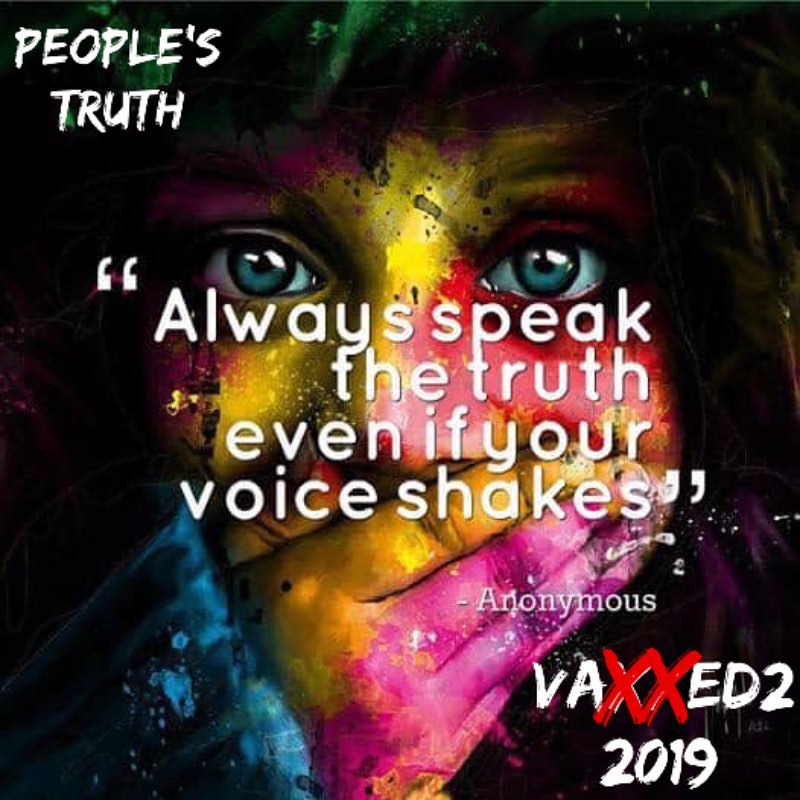 PEOPLE'S
TRUTH
“Always speak
the truth
even if your
voice shakes”
- Anonymous
VAXXED2
2019